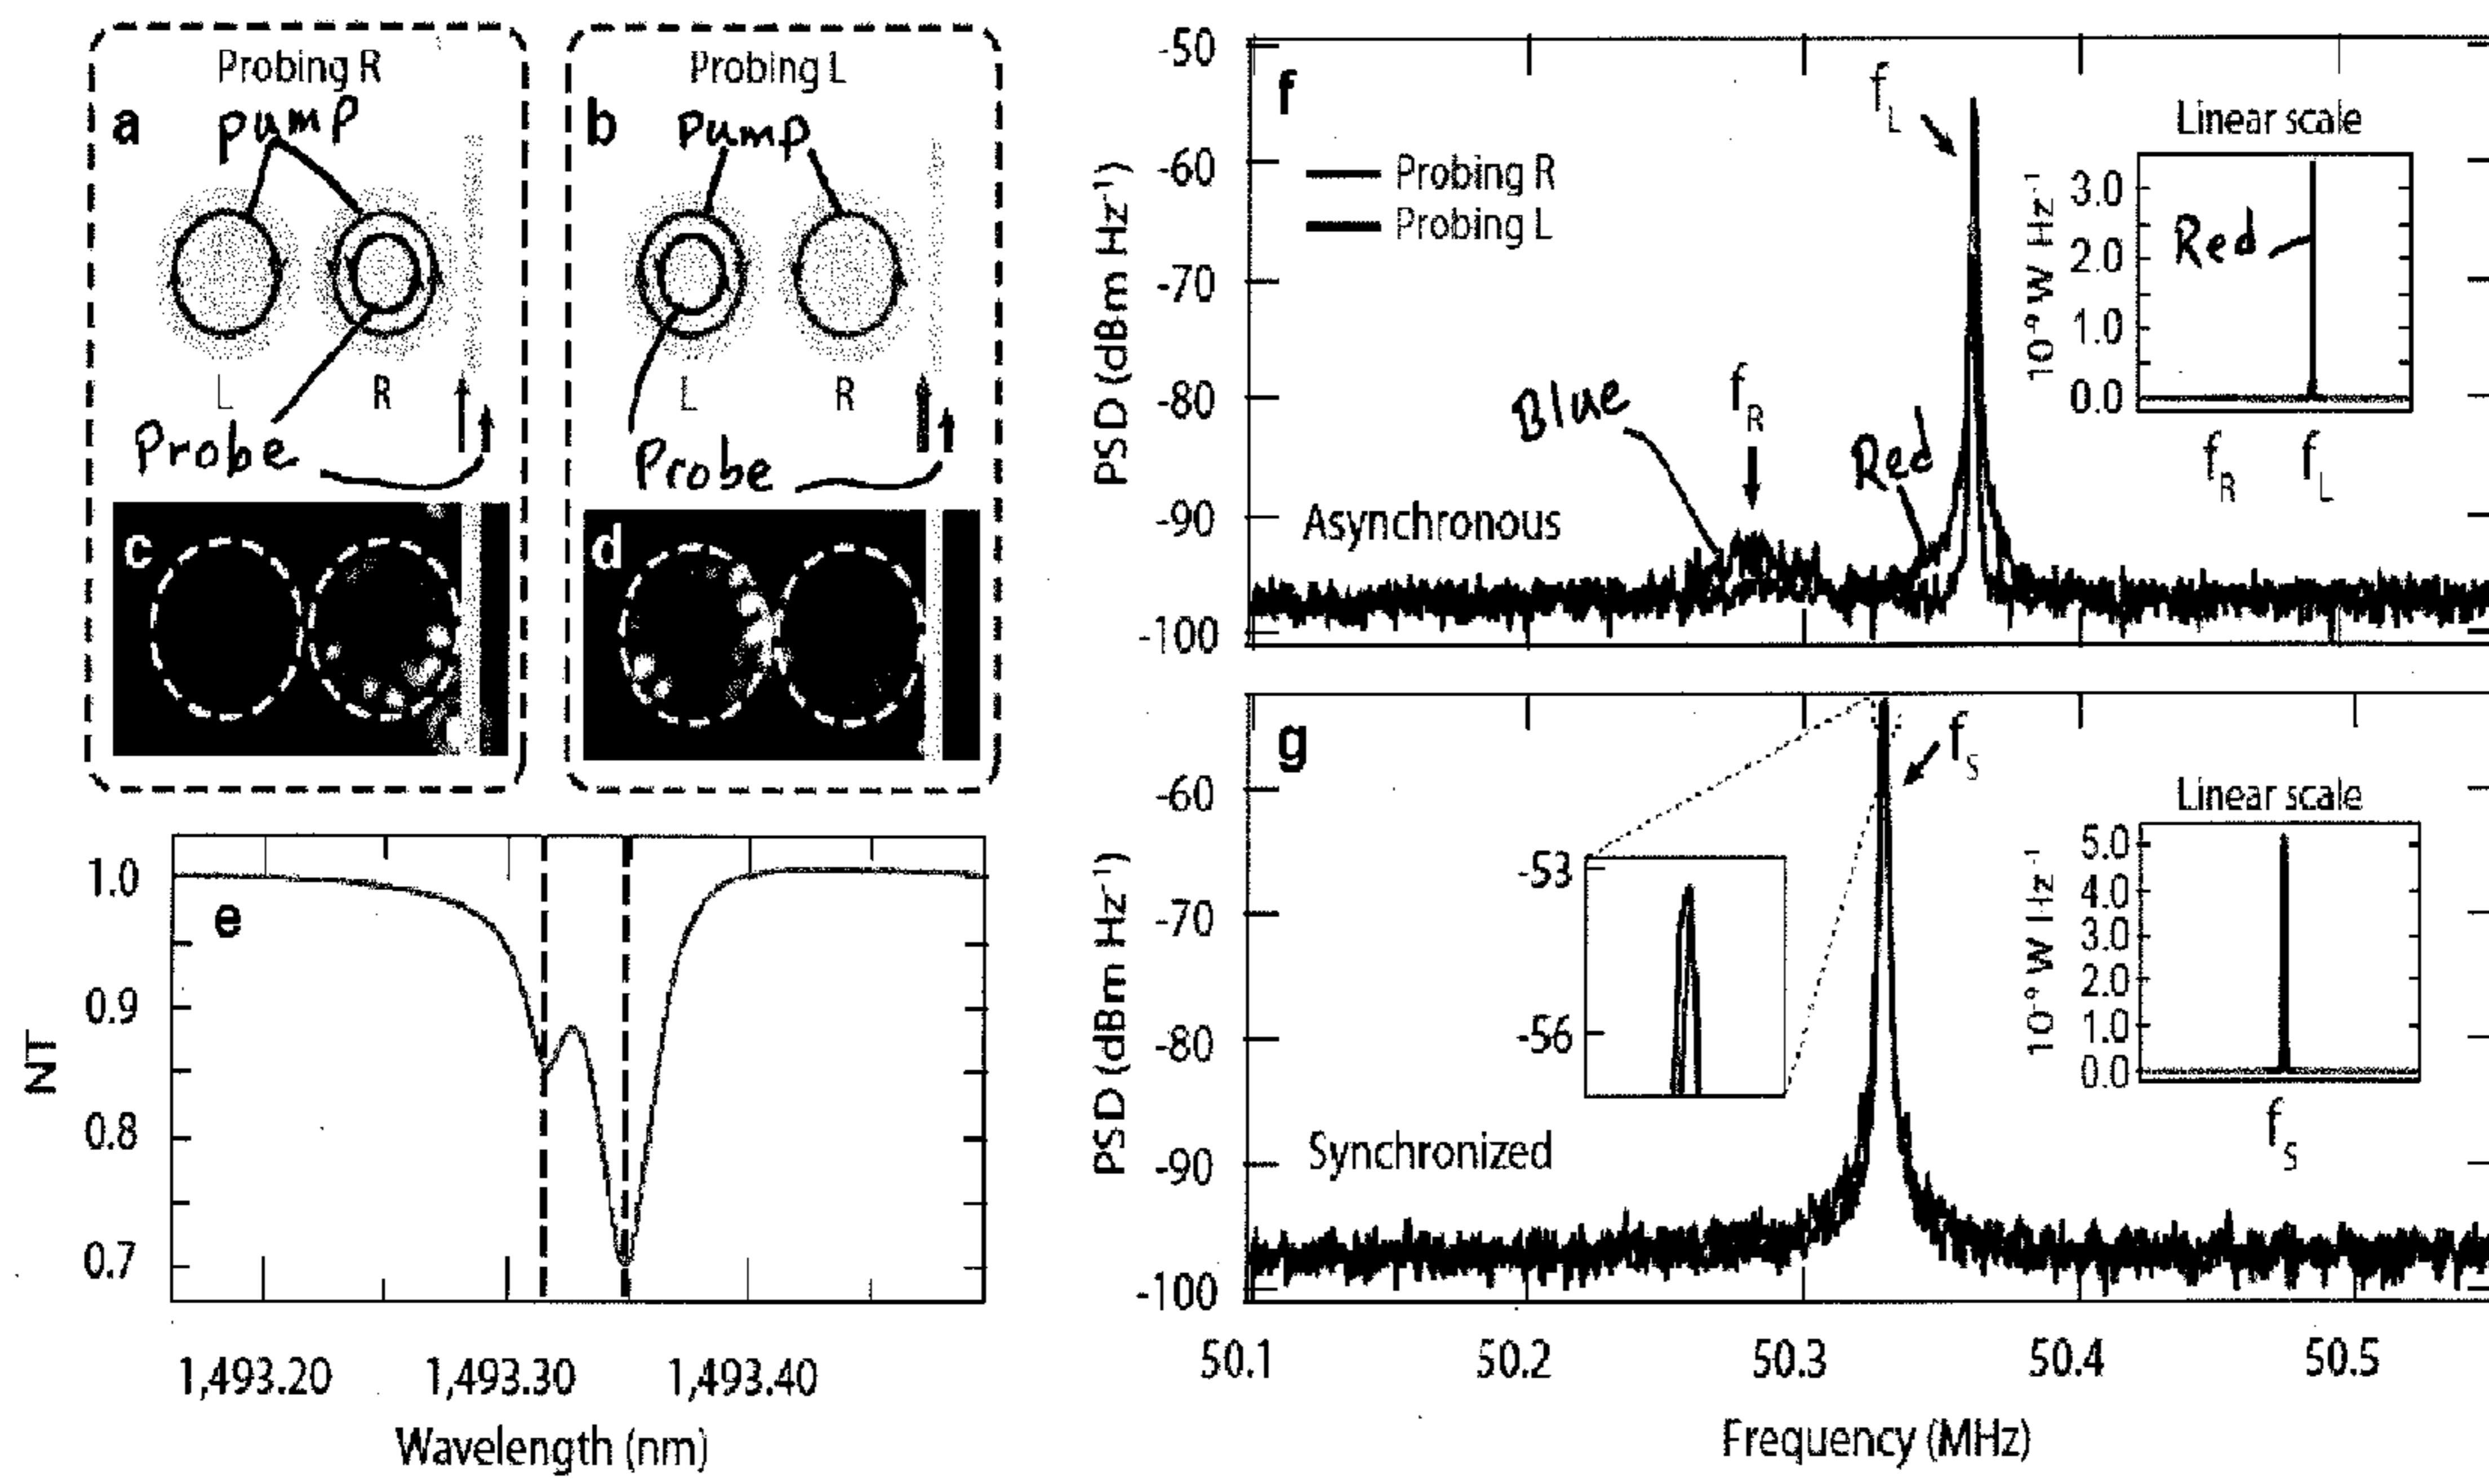 Probing R
a
pump
L
R
Probe
c
Probing L
b
Pump
L
R
Probe
d
1.0
0.9
0.8
0.7
NT
e
1,493.20
1,493.30
1,493.40
Wavelength (nm)
-50
-60
-70
-80
-90
-100
PSD (dBm Hz⁻¹)
f
Probing R
Probing L
Asynchronous
Blue
f_R
Red
f_L
Linear scale
3.0
2.0
1.0
0.0
10⁻⁹ W Hz⁻¹
Red
f_R
f_L
-60
-70
-80
-90
-100
PSD (dBm Hz⁻¹)
g
f_S
-53
-56
Synchronized
Linear scale
5.0
4.0
3.0
2.0
1.0
0.0
10⁻⁹ W Hz⁻¹
f_S
50.1
50.2
50.3
50.4
50.5
Frequency (MHz)